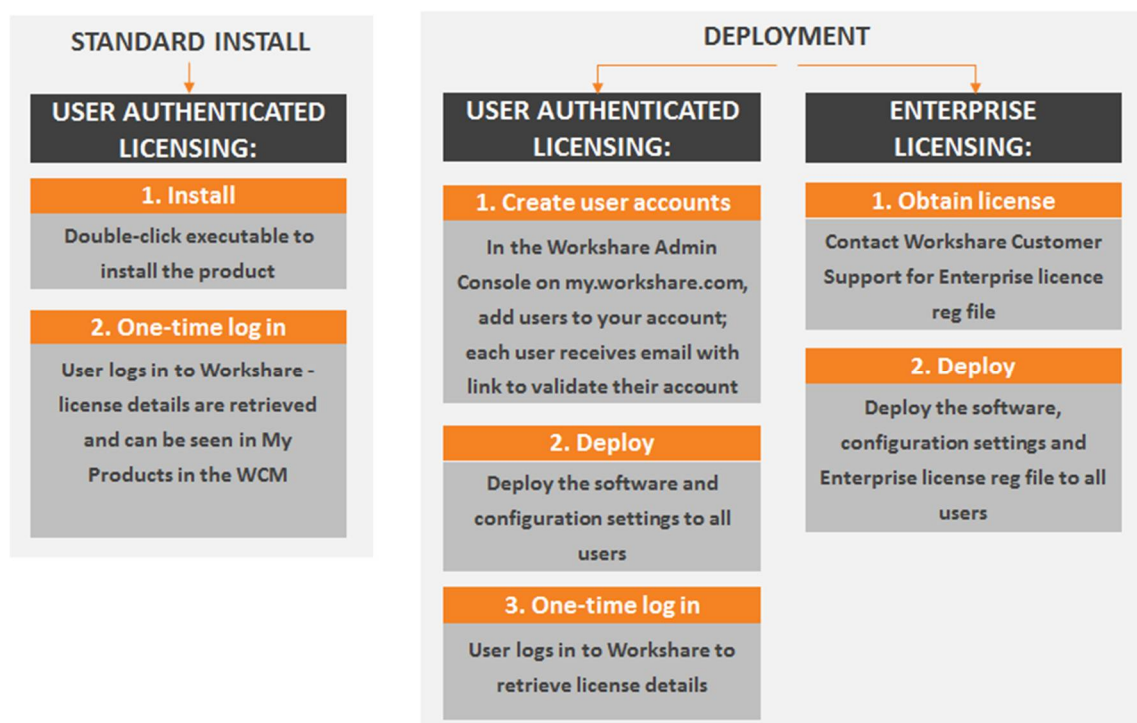 STANDARD INSTALL
USER AUTHENTICATED
LICENSING:
1. Install
Double-click executable to
install the product
2. One-time log in
User logs in to Workshare -
license details are retrieved
and can be seen in My
Products in the WCM
DEPLOYMENT
USER AUTHENTICATED
LICENSING:
1. Create user accounts
In the Workshare Admin
Console on my.workshare.com,
add users to your account;
each user receives email with
link to validate their account
2. Deploy
Deploy the software and
configuration settings to all
users
3. One-time log in
User logs in to Workshare to
retrieve license details
ENTERPRISE
LICENSING:
1. Obtain license
Contact Workshare Customer
Support for Enterprise licence
reg file
2. Deploy
Deploy the software,
configuration settings and
Enterprise license reg file to all
users